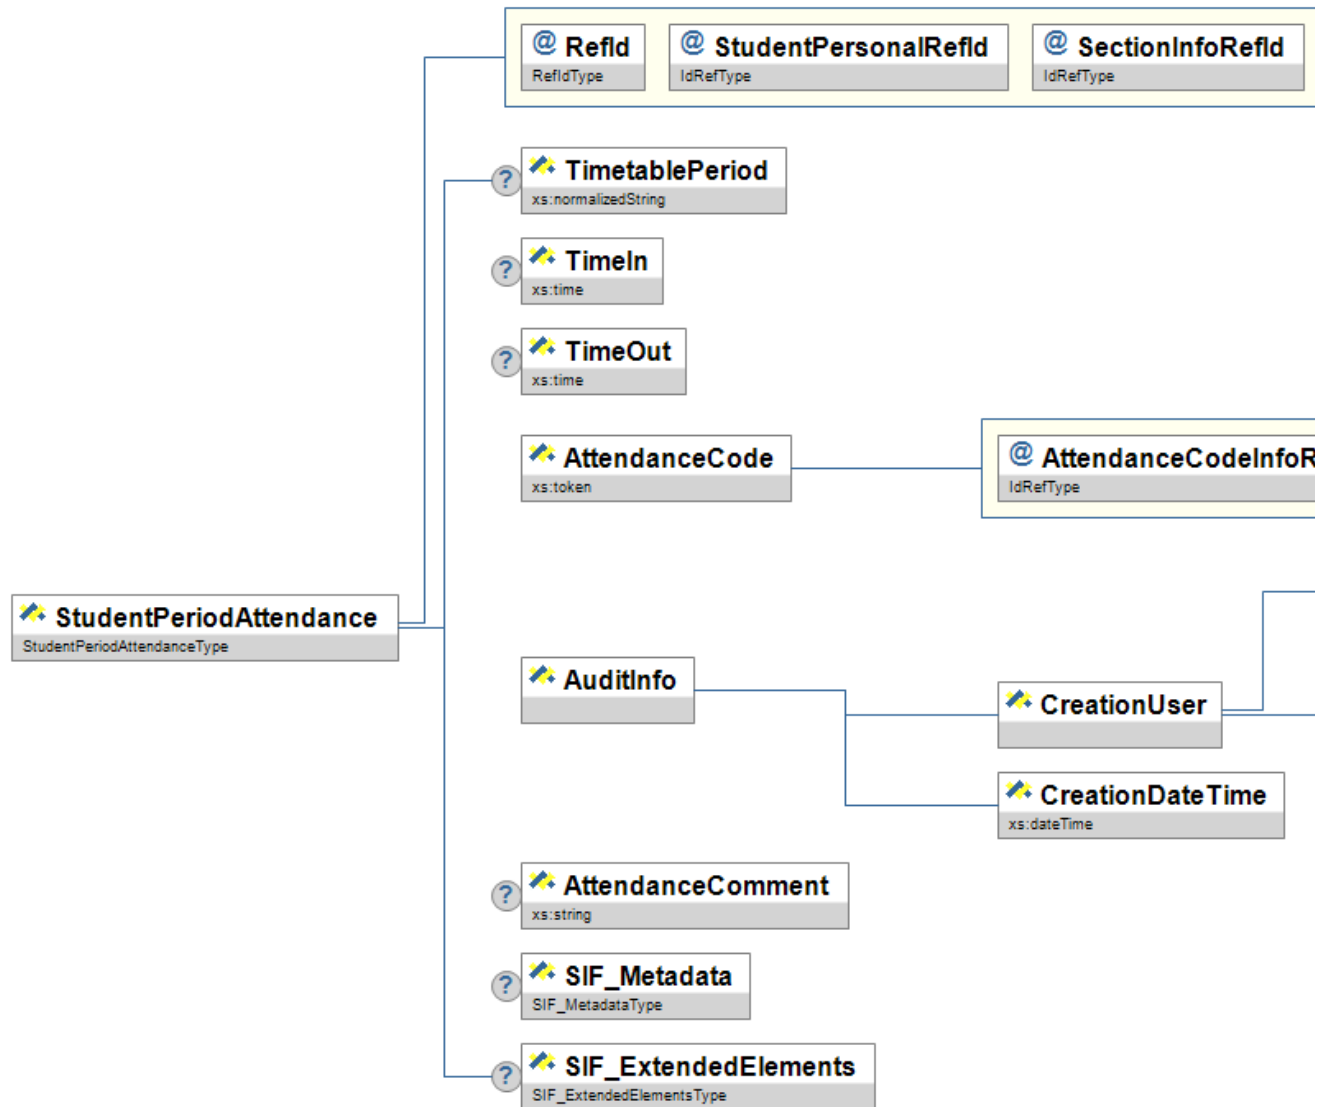 @ RefId
RefIdType
@ StudentPersonalRefId
IdRefType
@ SectionInfoRefId
IdRefType
? TimetablePeriod
xs:normalizedString
? TimeIn
xs:time
? TimeOut
xs:time
AttendanceCode
xs:token
@ AttendanceCodeInfoR
IdRefType
StudentPeriodAttendance
StudentPeriodAttendanceType
AuditInfo
CreationUser
CreationDateTime
xs:dateTime
? AttendanceComment
xs:string
? SIF_Metadata
SIF_MetadataType
? SIF_ExtendedElements
SIF_ExtendedElementsType